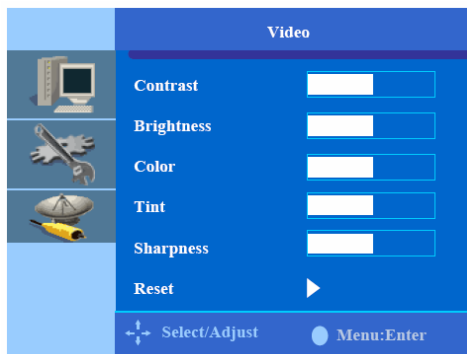 Video
Contrast
Brightness
Color
Tint
Sharpness
Reset
Select/Adjust Menu:Enter